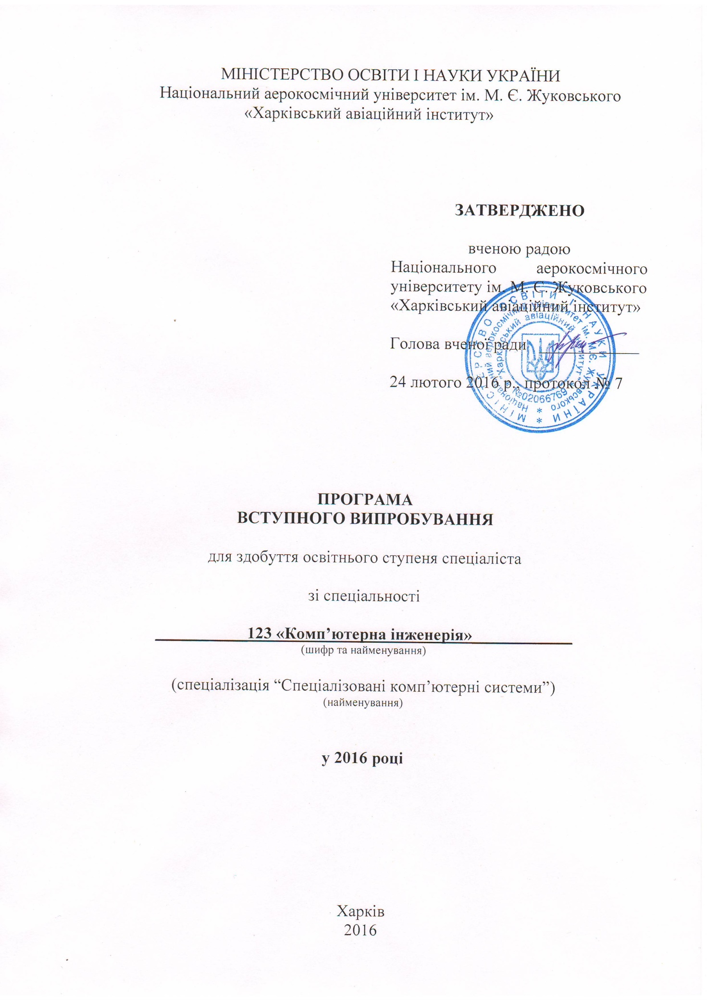 МІНІСТЕРСТВО ОСВІТИ І НАУКИ УКРАЇНИ
Національний аерокосмічний університет ім. М. Є. Жуковського
«Харківський авіаційний інститут»
ЗАТВЕРДЖЕНО
вченою радою
Національного аерокосмічного
університету ім. М. Є. Жуковського
«Харківський авіаційний інститут»
Голова вченої ради
24 лютого 2016 р., протокол № 7
МІНІСТЕРСТВО ОСВІТИ І НАУКИ УКРАЇНИ *
Національний аерокосмічний університет ім. М.Є. Жуковського
"Харківський авіаційний інститут"
* №02066769 *
ПРОГРАМА
ВСТУПНОГО ВИПРОБУВАННЯ
для здобуття освітнього ступеня спеціаліста
зі спеціальності
123 «Комп’ютерна інженерія»
(шифр та найменування)
(спеціалізація “Спеціалізовані комп’ютерні системи”)
(найменування)
у 2016 році
Харків
2016